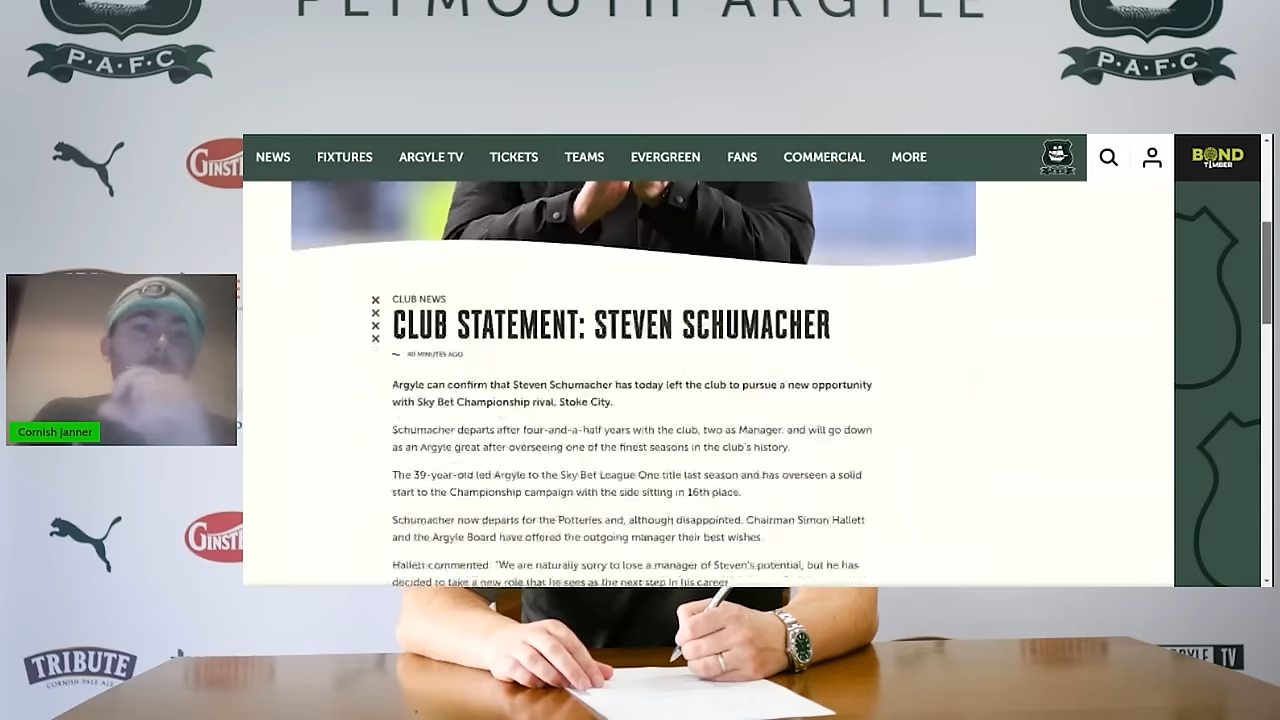 PLYMOUTH ARGYLE
P·A·F·C
P·A·F·C
NEWS FIXTURES ARGYLE TV TICKETS TEAMS EVERGREEN FANS COMMERCIAL MORE
BOND
TIMBER
GINST
CLUB NEWS
CLUB STATEMENT: STEVEN SCHUMACHER
40 MINUTES AGO
Argyle can confirm that Steven Schumacher has today left the club to pursue a new opportunity
with Sky Bet Championship rival, Stoke City.
Schumacher departs after four-and-a-half years with the club, two as Manager, and will go down
as an Argyle great after overseeing one of the finest seasons in the club's history.
Cornish Janner
The 39-year-old led Argyle to the Sky Bet League One title last season and has overseen a solid
start to the Championship campaign with the side sitting in 16th place.
Schumacher now departs for the Potteries and, although disappointed, Chairman Simon Hallett
and the Argyle Board have offered the outgoing manager their best wishes.
GINST
Hallett commented: "We are naturally sorry to lose a manager of Steven's potential, but he has
decided to take a new role that he sees as the next step in his career.
TRIBUTE
CORNISH PALE ALE
TV